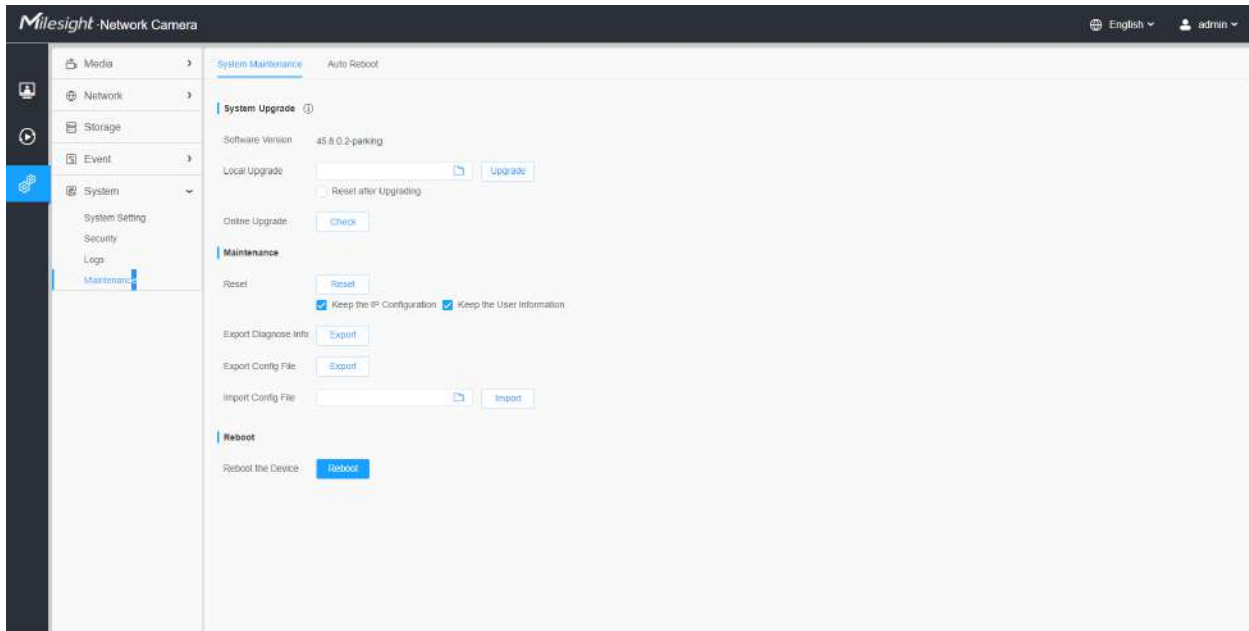 Milesight-Network Camera
English
admin
Media
Network
Storage
Event
System
System Setting
Security
Logs
Maintenance
System Maintenance
Auto Reboot
System Upgrade
Software Version
45.8.0.2-parking
Local Upgrade
Upgrade
Reset after Upgrading
Online Upgrade
Check
Maintenance
Reset
Reset
Keep the IP Configuration
Keep the User Information
Export Diagnose Info
Export
Export Config File
Export
Import Config File
Import
Reboot
Reboot the Device
Reboot